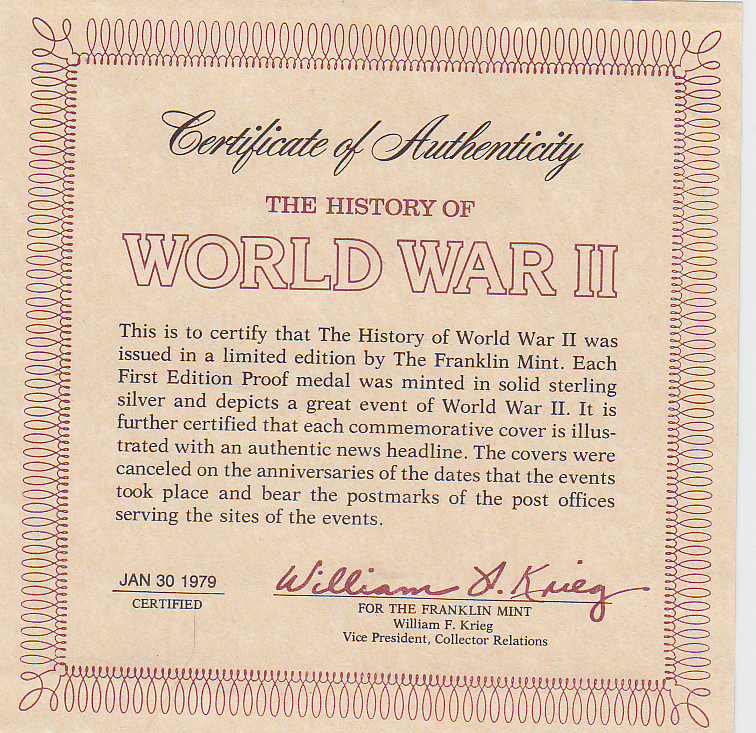 Certificate of Authenticity
THE HISTORY OF
WORLD WAR II
This is to certify that The History of World War II was
issued in a limited edition by The Franklin Mint. Each
First Edition Proof medal was minted in solid sterling
silver and depicts a great event of World War II. It is
further certified that each commemorative cover is illus-
trated with an authentic news headline. The covers were
canceled on the anniversaries of the dates that the events
took place and bear the postmarks of the post offices
serving the sites of the events.
JAN 30 1979
CERTIFIED
William F. Krieg
FOR THE FRANKLIN MINT
William F. Krieg
Vice President, Collector Relations